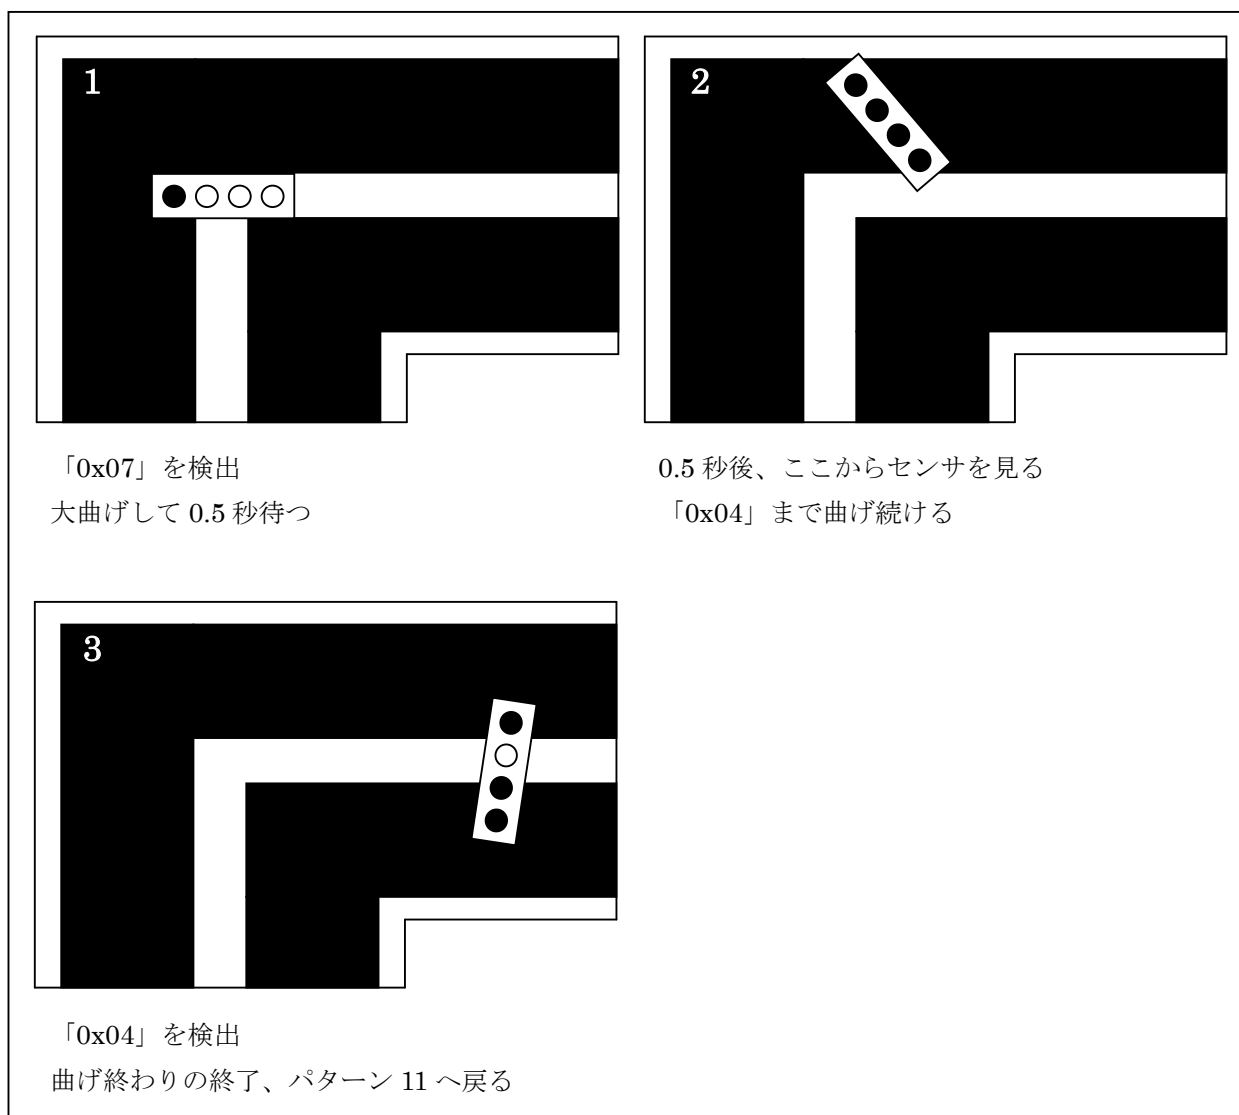 1
2
「0x07」を検出
大曲げして 0.5 秒待つ
0.5 秒後、ここからセンサを見る
「0x04」まで曲げ続ける
3
「0x04」を検出
曲げ終わりの終了、パターン 11 へ戻る